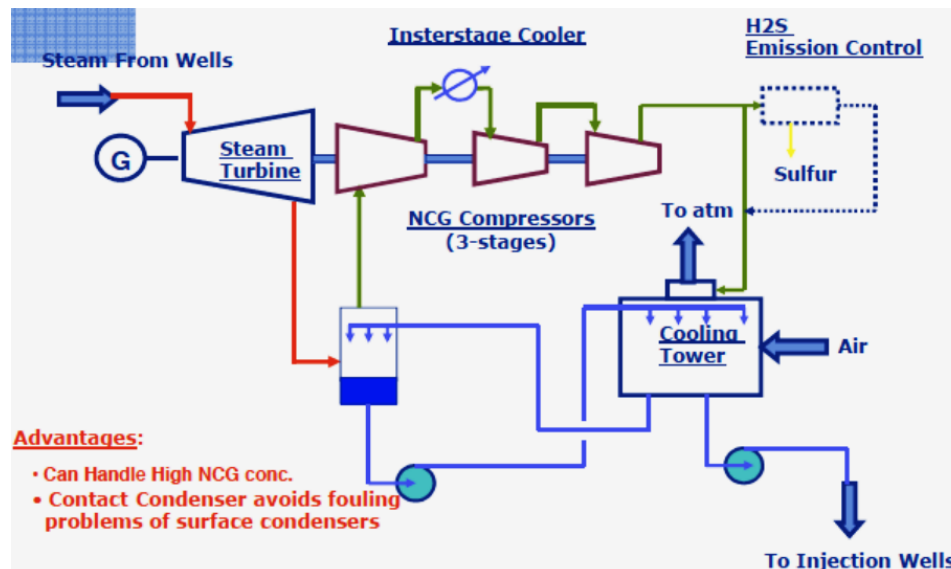 Insterstage Cooler
H2S
Emission Control
Steam From Wells
G
Steam
Turbine
Sulfur
NCG Compressors
(3-stages)
To atm
Cooling
Tower
Air
Advantages:
• Can Handle High NCG conc.
• Contact Condenser avoids fouling
problems of surface condensers
To Injection Wells